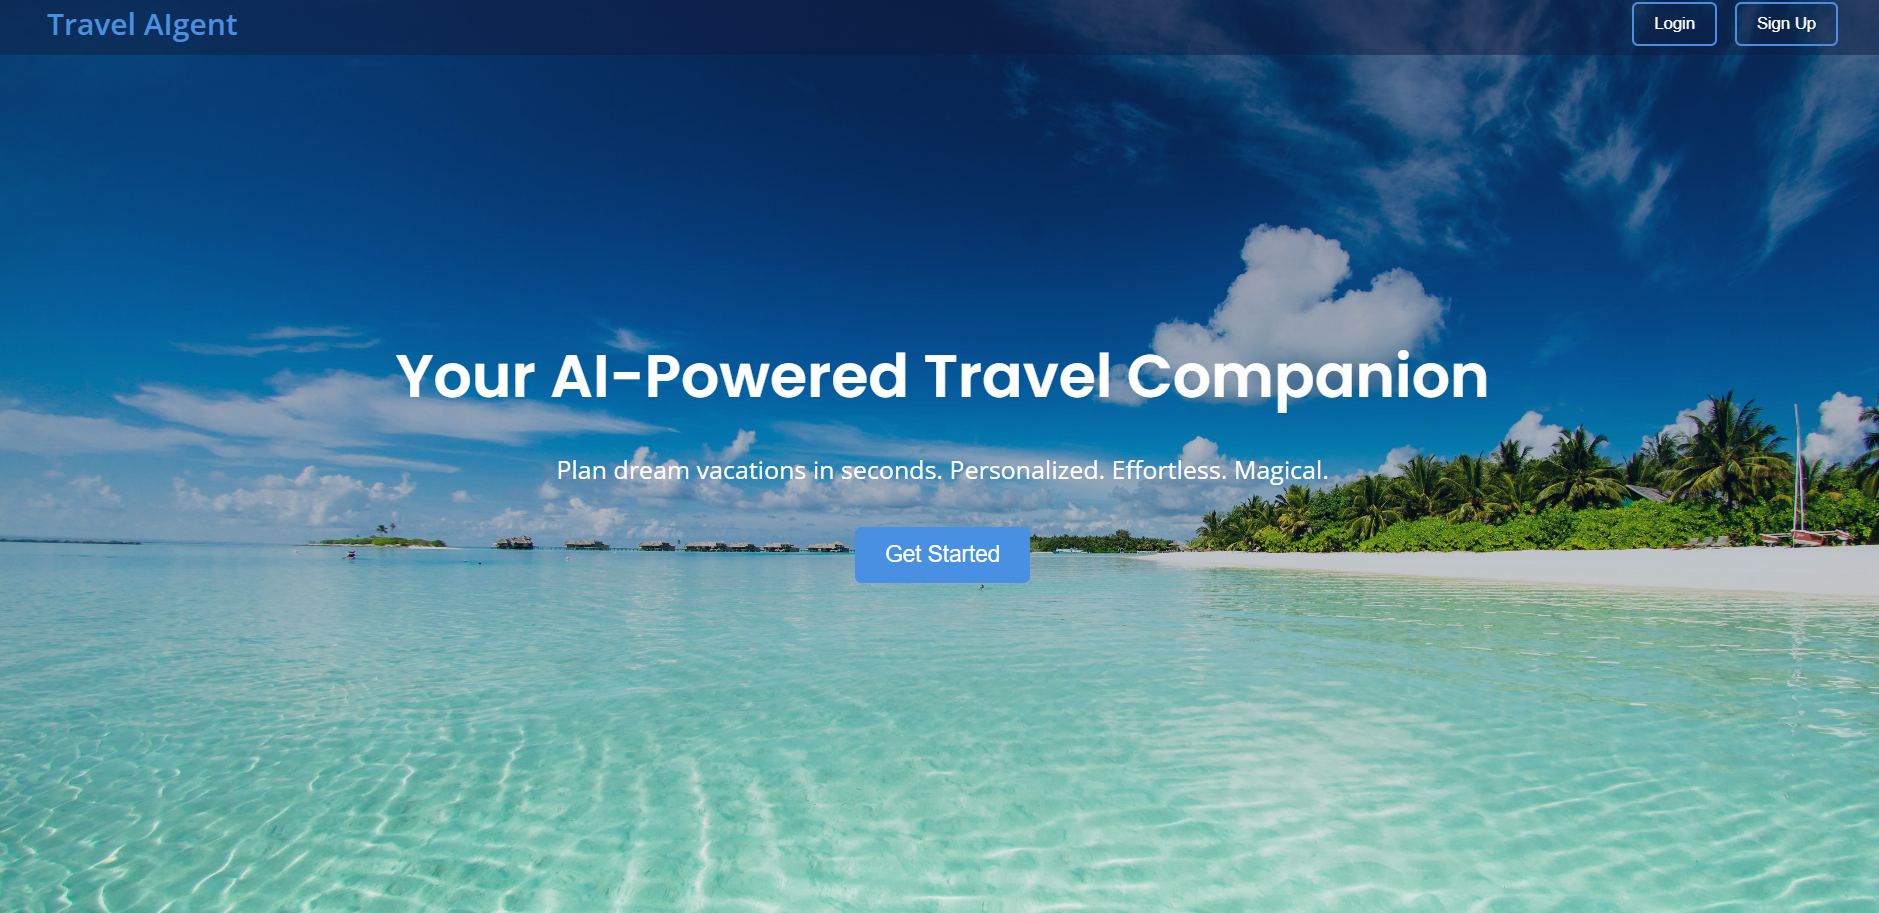 Travel AIgent
Login
Sign Up
Your AI-Powered Travel Companion
Plan dream vacations in seconds. Personalized. Effortless. Magical.
Get Started